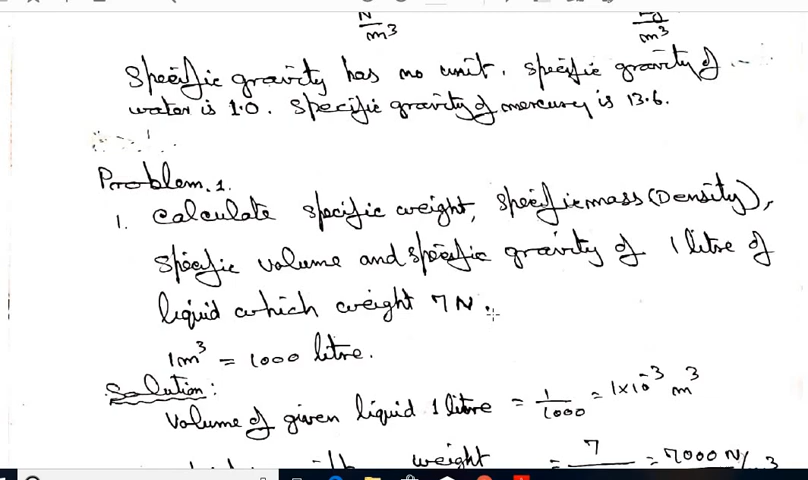 N/m³
m³
Specific gravity has no unit. Specific gravity of
water is 1.0. Specific gravity of mercury is 13.6.
Problem.1.
1. Calculate specific weight, specific mass (Density),
specific volume and specific gravity of 1 litre of
liquid which weight 7N.
1m³ = 1000 litre.
Solution:
Volume of given liquid 1 litre = 1/1000 = 1×10⁻³ m³
weight = 7 = 7000 N/m³